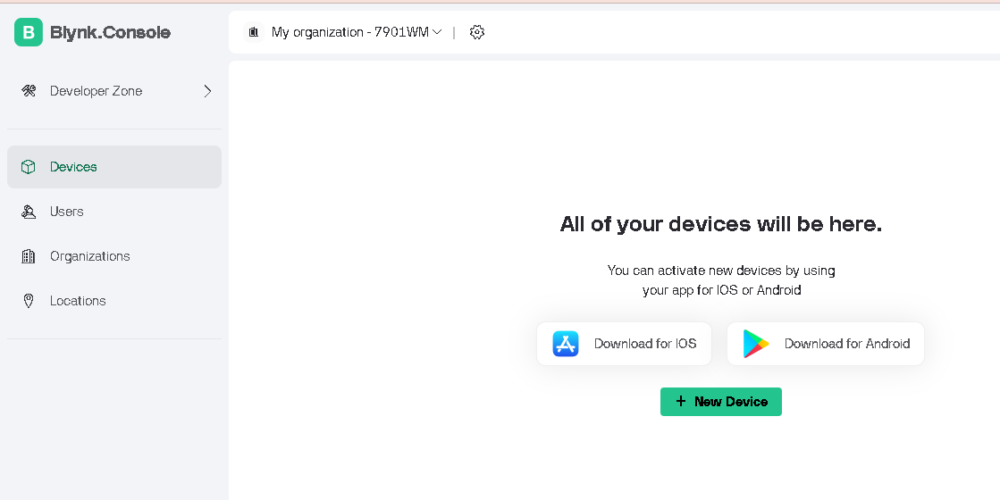 B Blynk.Console
My organization - 7901WM |
Developer Zone
Devices
Users
Organizations
Locations
All of your devices will be here.
You can activate new devices by using
your app for IOS or Android
Download for IOS
Download for Android
+ New Device